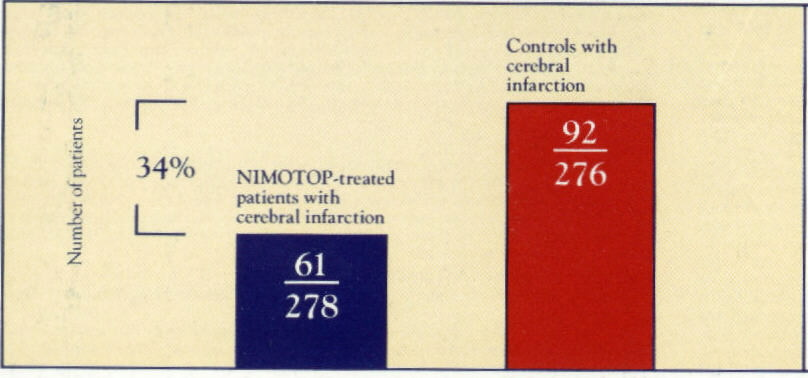 Number of patients
34%
NIMOTOP-treated
patients with
cerebral infarction
61
278
Controls with
cerebral
infarction
92
276